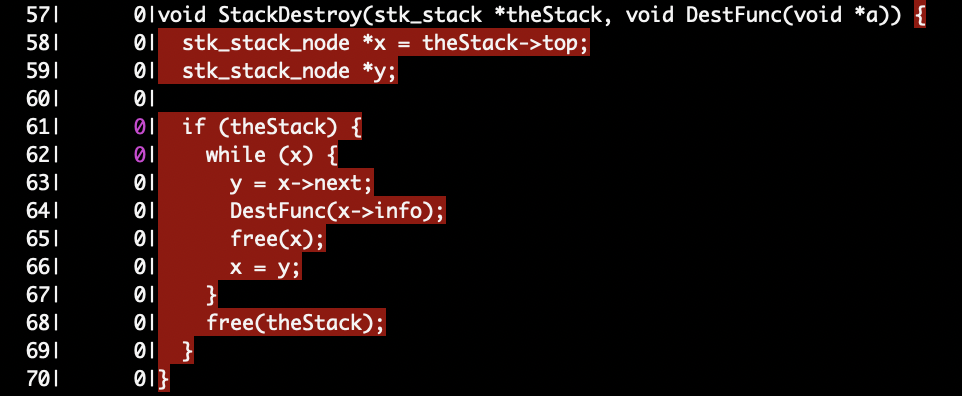 57|      0|void StackDestroy(stk_stack *theStack, void DestFunc(void *a)) {
58|      0|  stk_stack_node *x = theStack->top;
59|      0|  stk_stack_node *y;
60|      0|
61|      0|  if (theStack) {
62|      0|    while (x) {
63|      0|      y = x->next;
64|      0|      DestFunc(x->info);
65|      0|      free(x);
66|      0|      x = y;
67|      0|    }
68|      0|    free(theStack);
69|      0|  }
70|      0|}